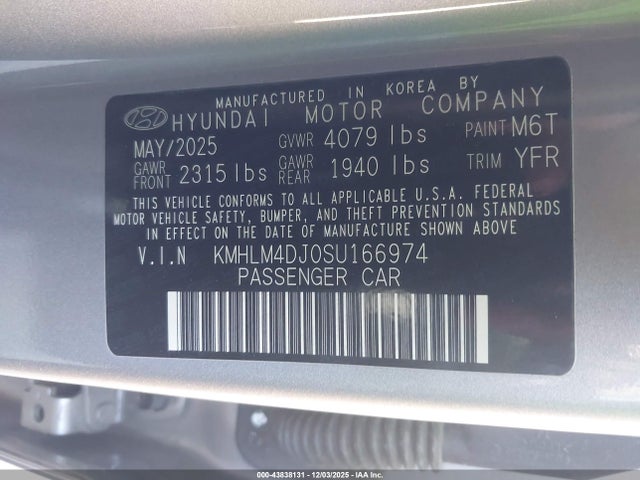 MANUFACTURED IN KOREA BY
HYUNDAI MOTOR COMPANY
MAY/2025 GVWR 4079 lbs PAINT M6T
GAWR FRONT 2315 lbs GAWR REAR 1940 lbs TRIM YFR
THIS VEHICLE CONFORMS TO ALL APPLICABLE U.S.A. FEDERAL
MOTOR VEHICLE SAFETY, BUMPER, AND THEFT PREVENTION STANDARDS
IN EFFECT ON THE DATE OF MANUFACTURE SHOWN ABOVE
V.I.N KMHLM4DJ0SU166974
PASSENGER CAR
00-43838131 - 12/03/2025 - IAA Inc.